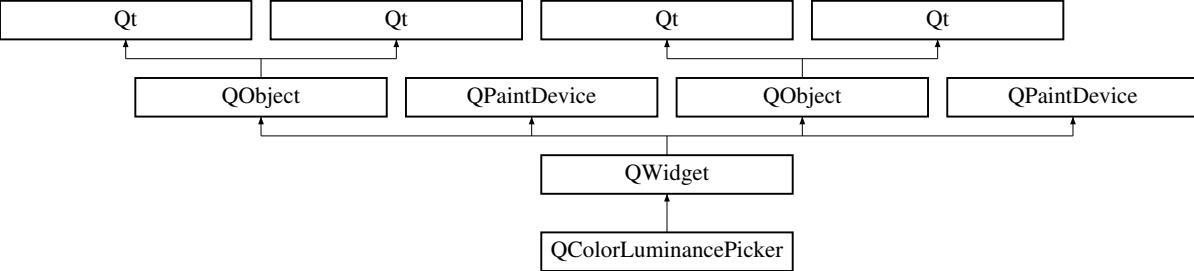 Qt
Qt
Qt
Qt
QObject
QPaintDevice
QObject
QPaintDevice
QWidget
QColorLuminancePicker